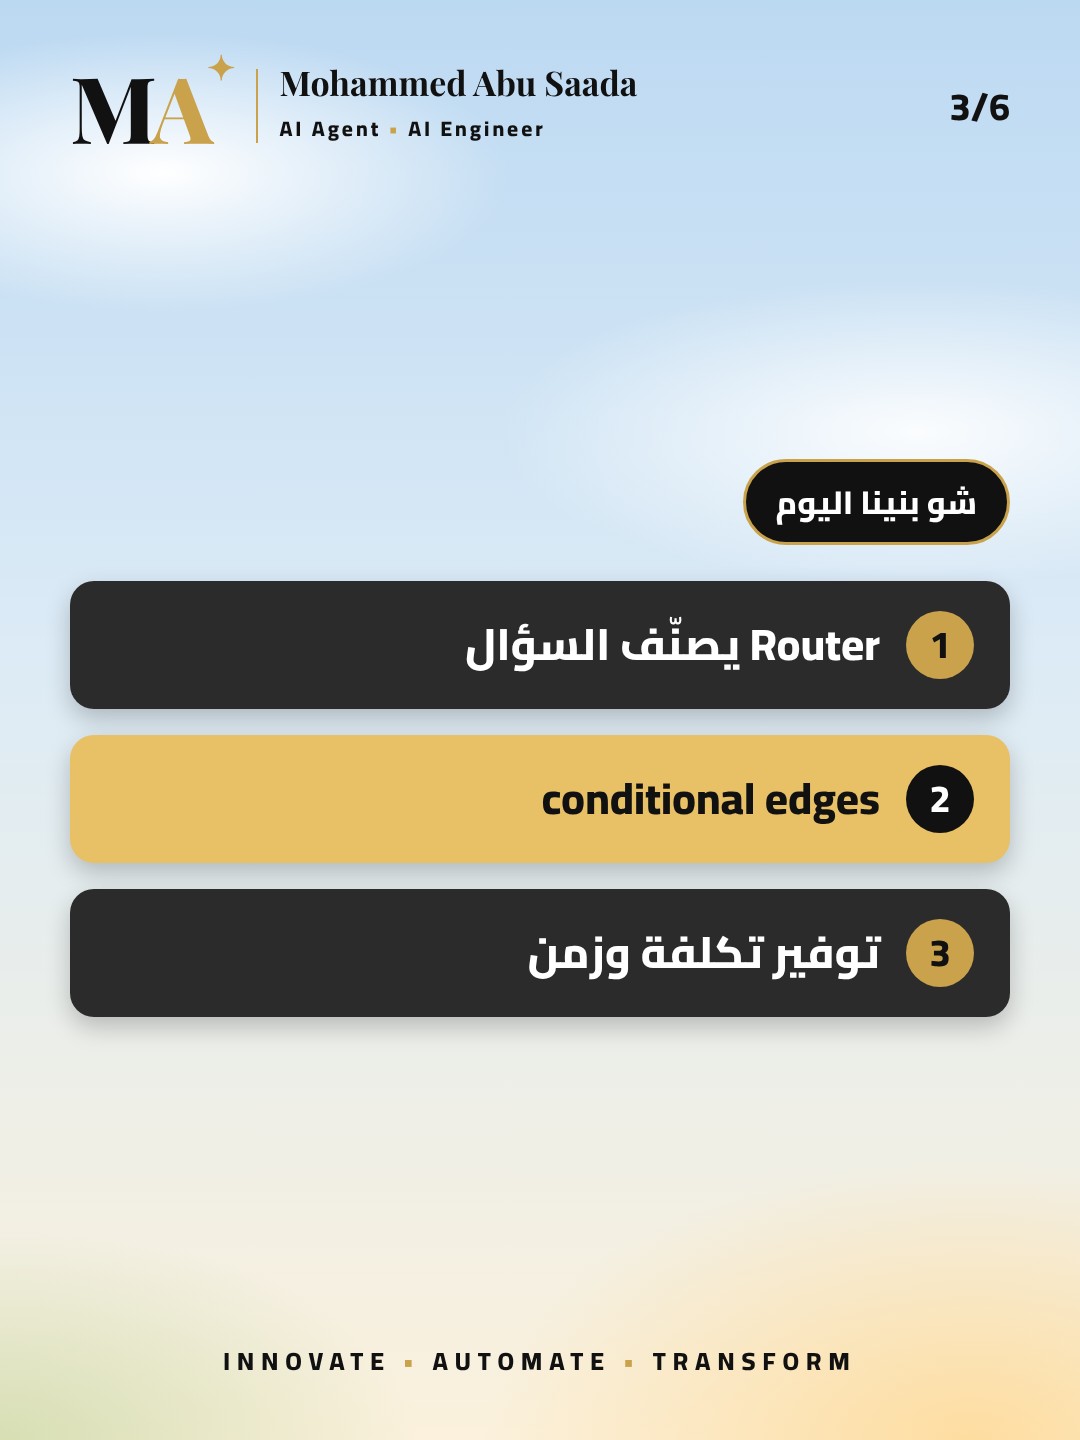 MA
Mohammed Abu Saada
AI Agent ▪ AI Engineer
3/6
شو بنينا اليوم
1 Router يصنّف السؤال
2 conditional edges
3 توفير تكلفة وزمن
INNOVATE ▪ AUTOMATE ▪ TRANSFORM